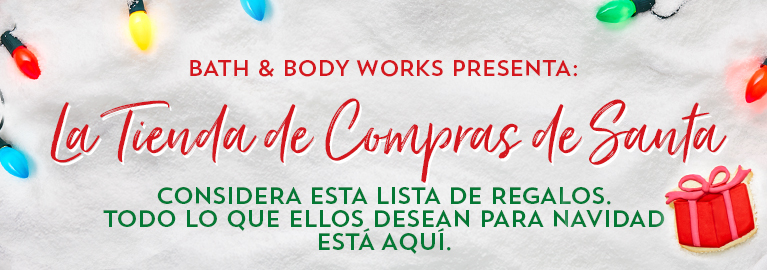 BATH & BODY WORKS PRESENTA:
La Tienda de Compras de Santa
CONSIDERA ESTA LISTA DE REGALOS.
TODO LO QUE ELLOS DESEAN PARA NAVIDAD
ESTÁ AQUÍ.